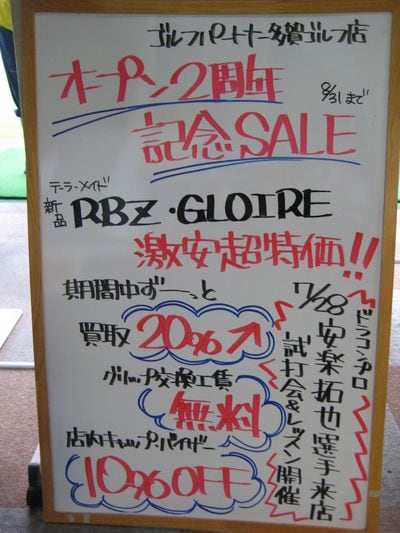 ゴルフパートナー多賀ゴルフ店
オープン2周年
8/31まで
記念SALE
テーラーメイド
新品
RBZ・GLOIRE
激安超特価!!
期間中ずーっと
買取20%↗
グリップ交換工賃
無料
店内キャップ・バイザー
10%OFF
7/28
ドラコンプロ
安楽拓也選手来店
試打会&レッスン開催